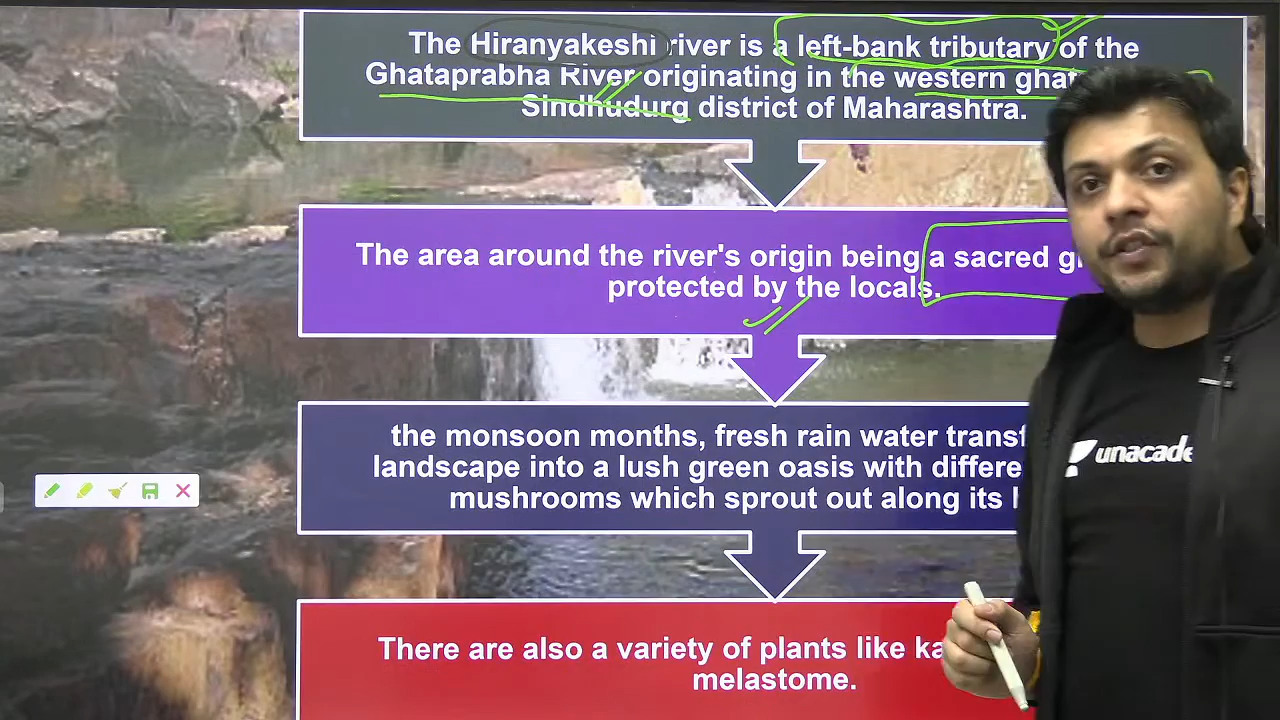 The Hiranyakeshi river is a left-bank tributary of the
Ghataprabha River originating in the western ghat
Sindhudurg district of Maharashtra.
The area around the river's origin being a sacred
protected by the locals.
the monsoon months, fresh rain water
landscape into a lush green oasis with
mushrooms which sprout out along its
There are also a variety of plants like
melastome.
unacade